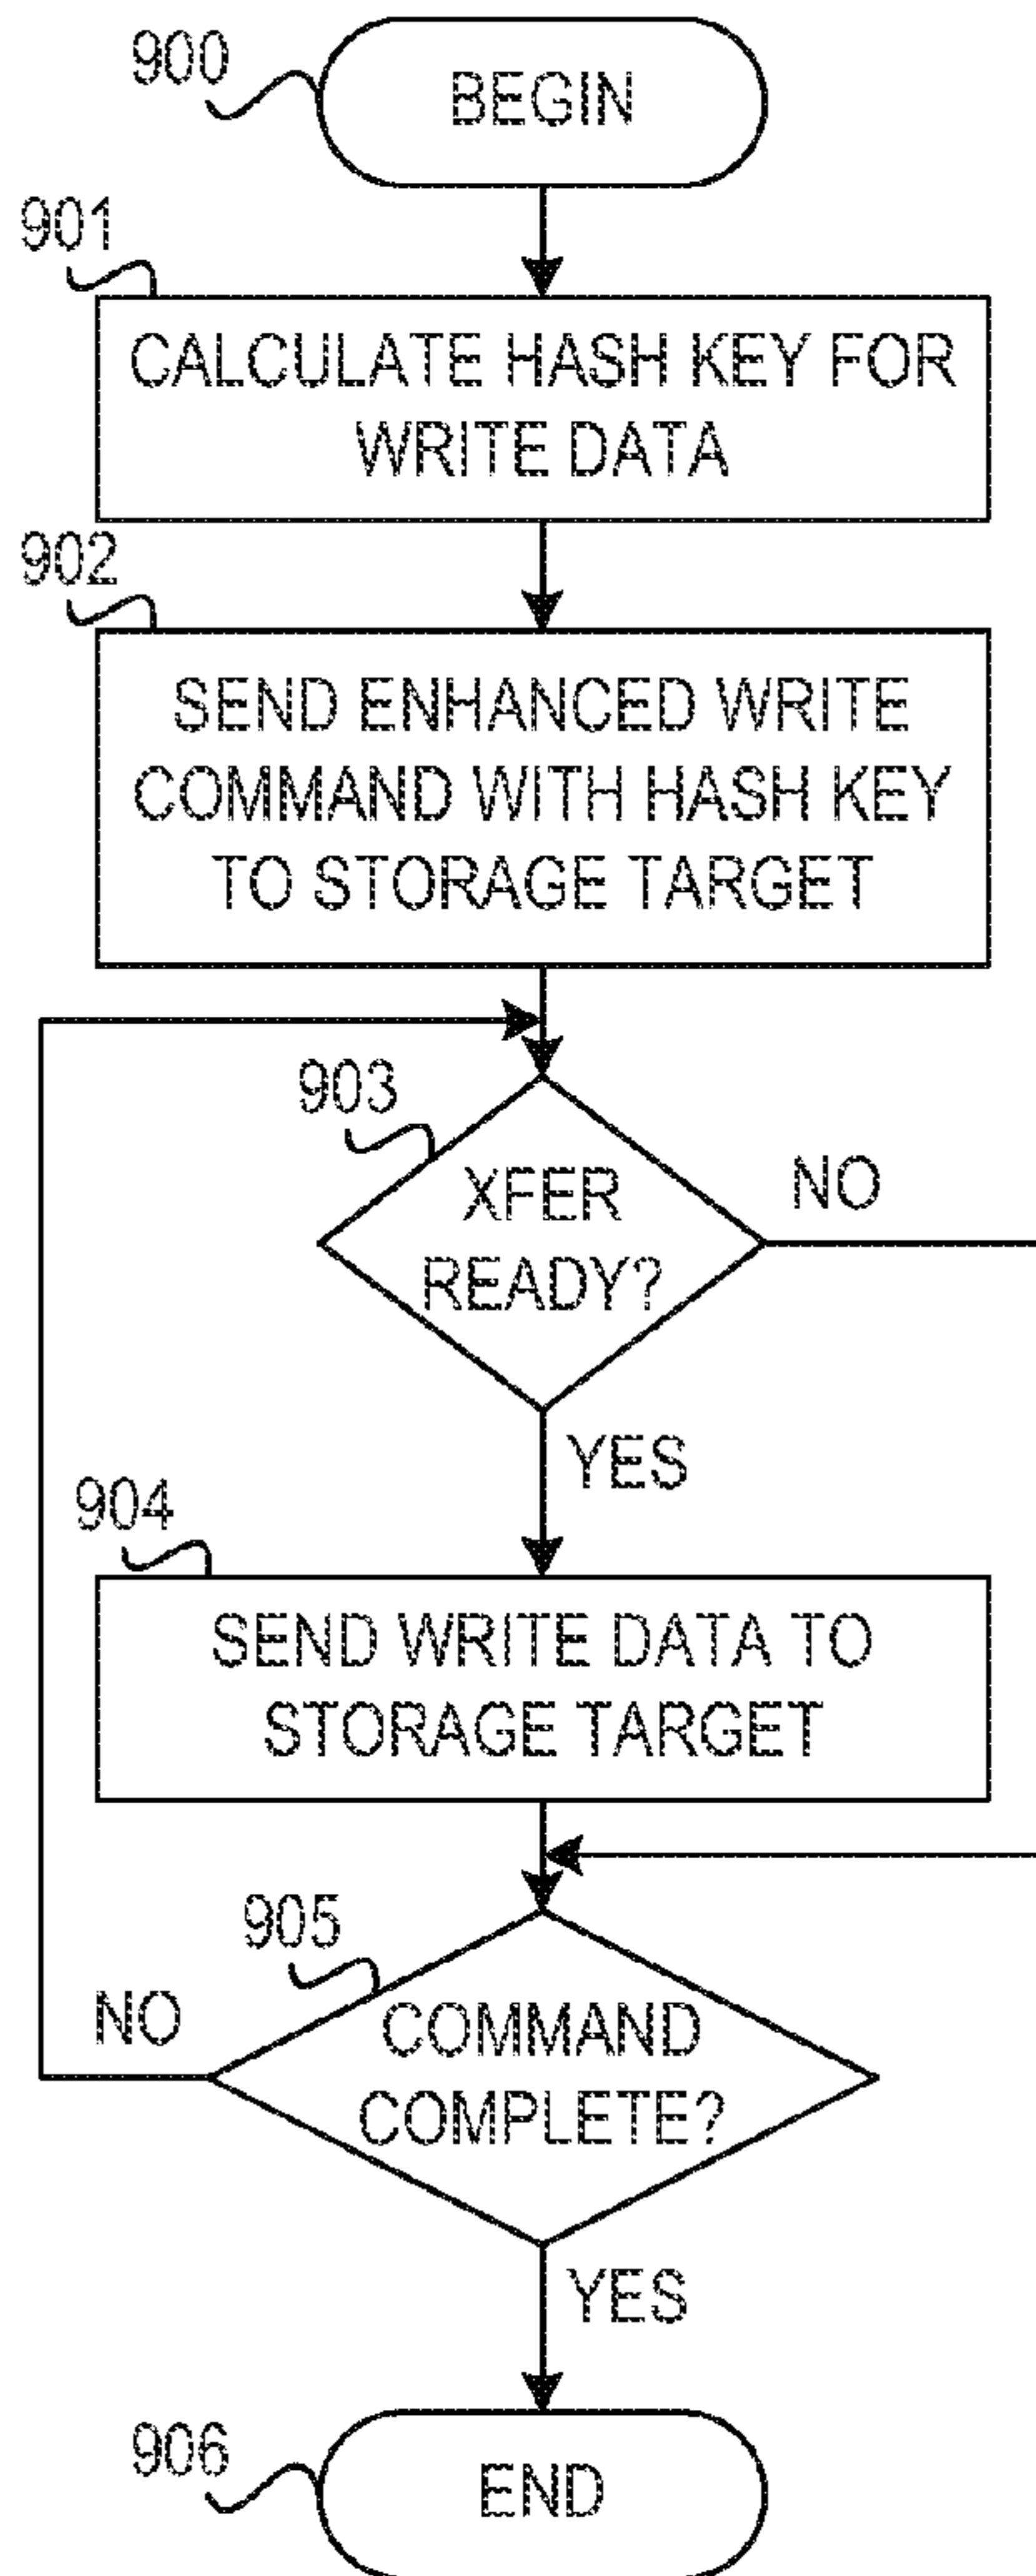 900
BEGIN
901
CALCULATE HASH KEY FOR
WRITE DATA
902
SEND ENHANCED WRITE
COMMAND WITH HASH KEY
TO STORAGE TARGET
903
XFER
READY?
NO
YES
904
SEND WRITE DATA TO
STORAGE TARGET
905
COMMAND
COMPLETE?
NO
YES
906
END